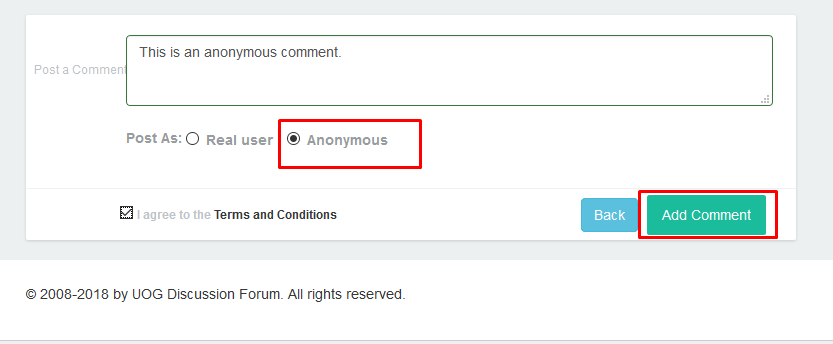 This is an anonymous comment.
Post a Comment
Post As: Real user Anonymous
I agree to the Terms and Conditions Back Add Comment
© 2008-2018 by UOG Discussion Forum. All rights reserved.